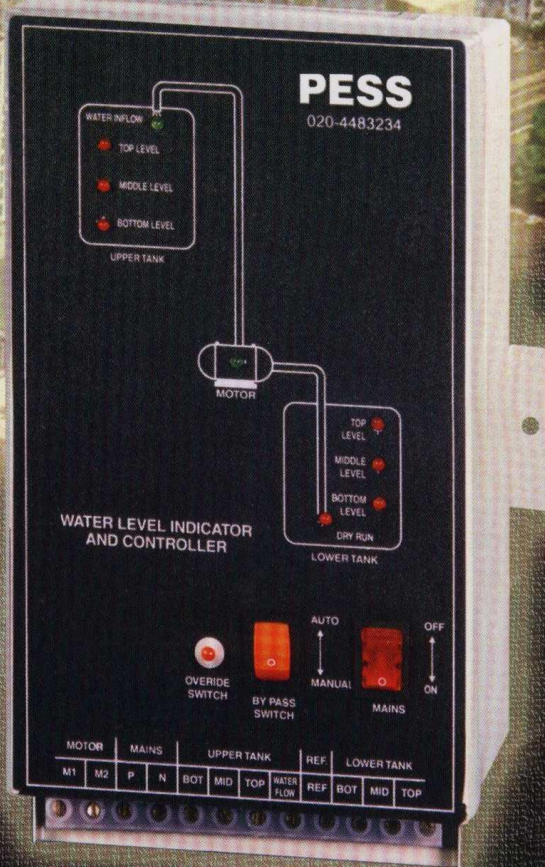 PESS
020-4483234
WATER INFLOW
TOP LEVEL
MIDDLE LEVEL
BOTTOM LEVEL
UPPER TANK
MOTOR
TOP
LEVEL
MIDDLE
LEVEL
BOTTOM
LEVEL
DRY RUN
LOWER TANK
WATER LEVEL INDICATOR
AND CONTROLLER
OVERIDE
SWITCH
BY PASS
SWITCH
AUTO
MANUAL
MAINS
OFF
ON
MOTOR MAINS UPPER TANK REF. LOWER TANK
M1 M2 P N BOT MID TOP WATER FLOW REF BOT MID TOP